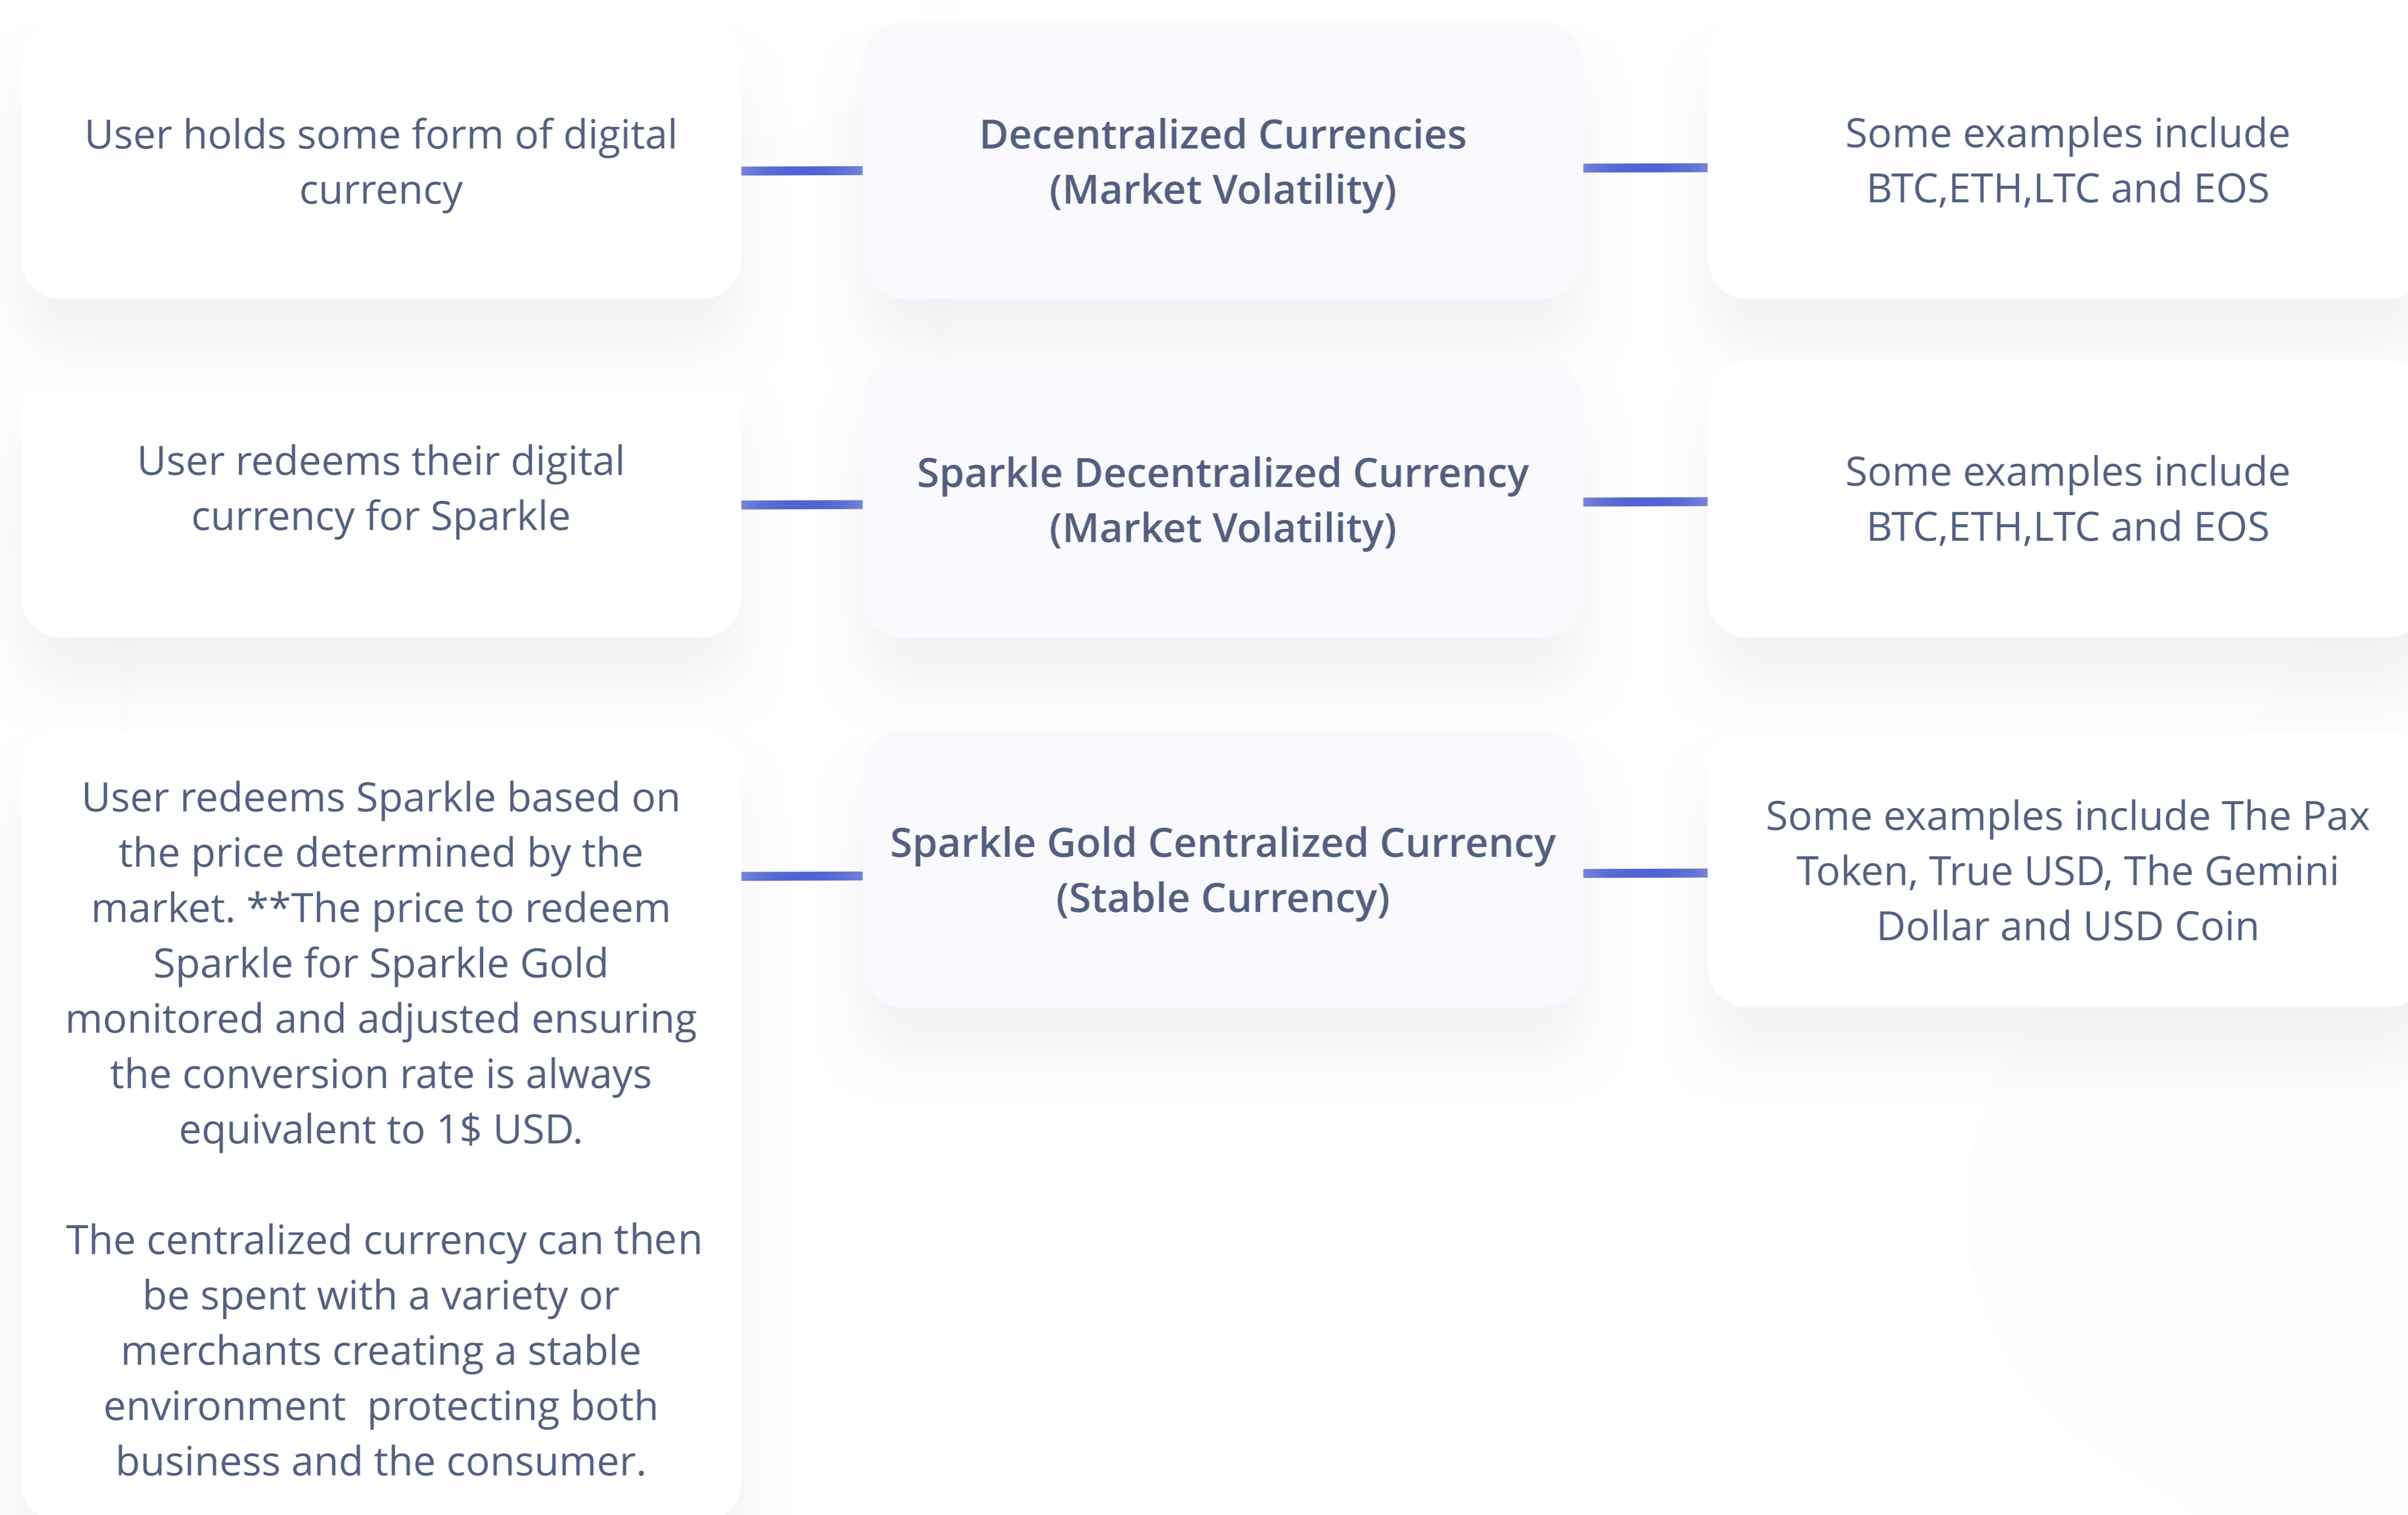 User holds some form of digital
currency
Decentralized Currencies
(Market Volatility)
Some examples include
BTC,ETH,LTC and EOS
User redeems their digital
currency for Sparkle
Sparkle Decentralized Currency
(Market Volatility)
Some examples include
BTC,ETH,LTC and EOS
User redeems Sparkle based on
the price determined by the
market. **The price to redeem
Sparkle for Sparkle Gold
monitored and adjusted ensuring
the conversion rate is always
equivalent to 1$ USD.
The centralized currency can then
be spent with a variety or
merchants creating a stable
environment  protecting both
business and the consumer.
Sparkle Gold Centralized Currency
(Stable Currency)
Some examples include The Pax
Token, True USD, The Gemini
Dollar and USD Coin